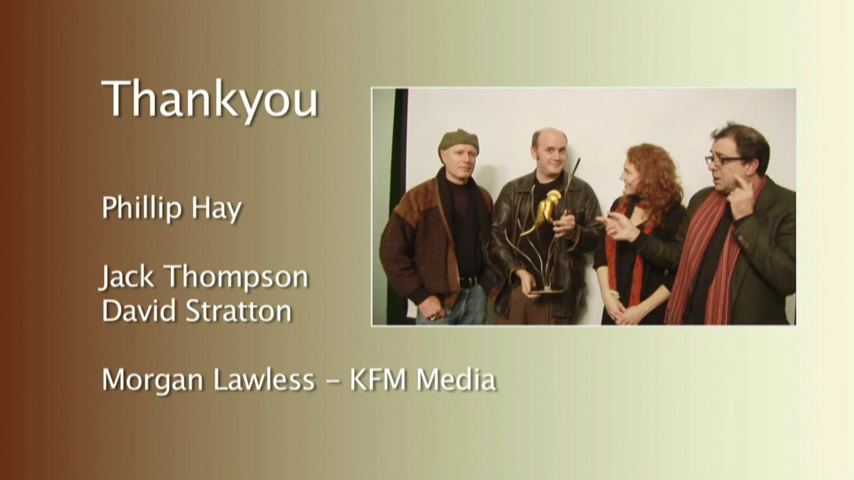 Thankyou
Phillip Hay
Jack Thompson
David Stratton
Morgan Lawless – KFM Media